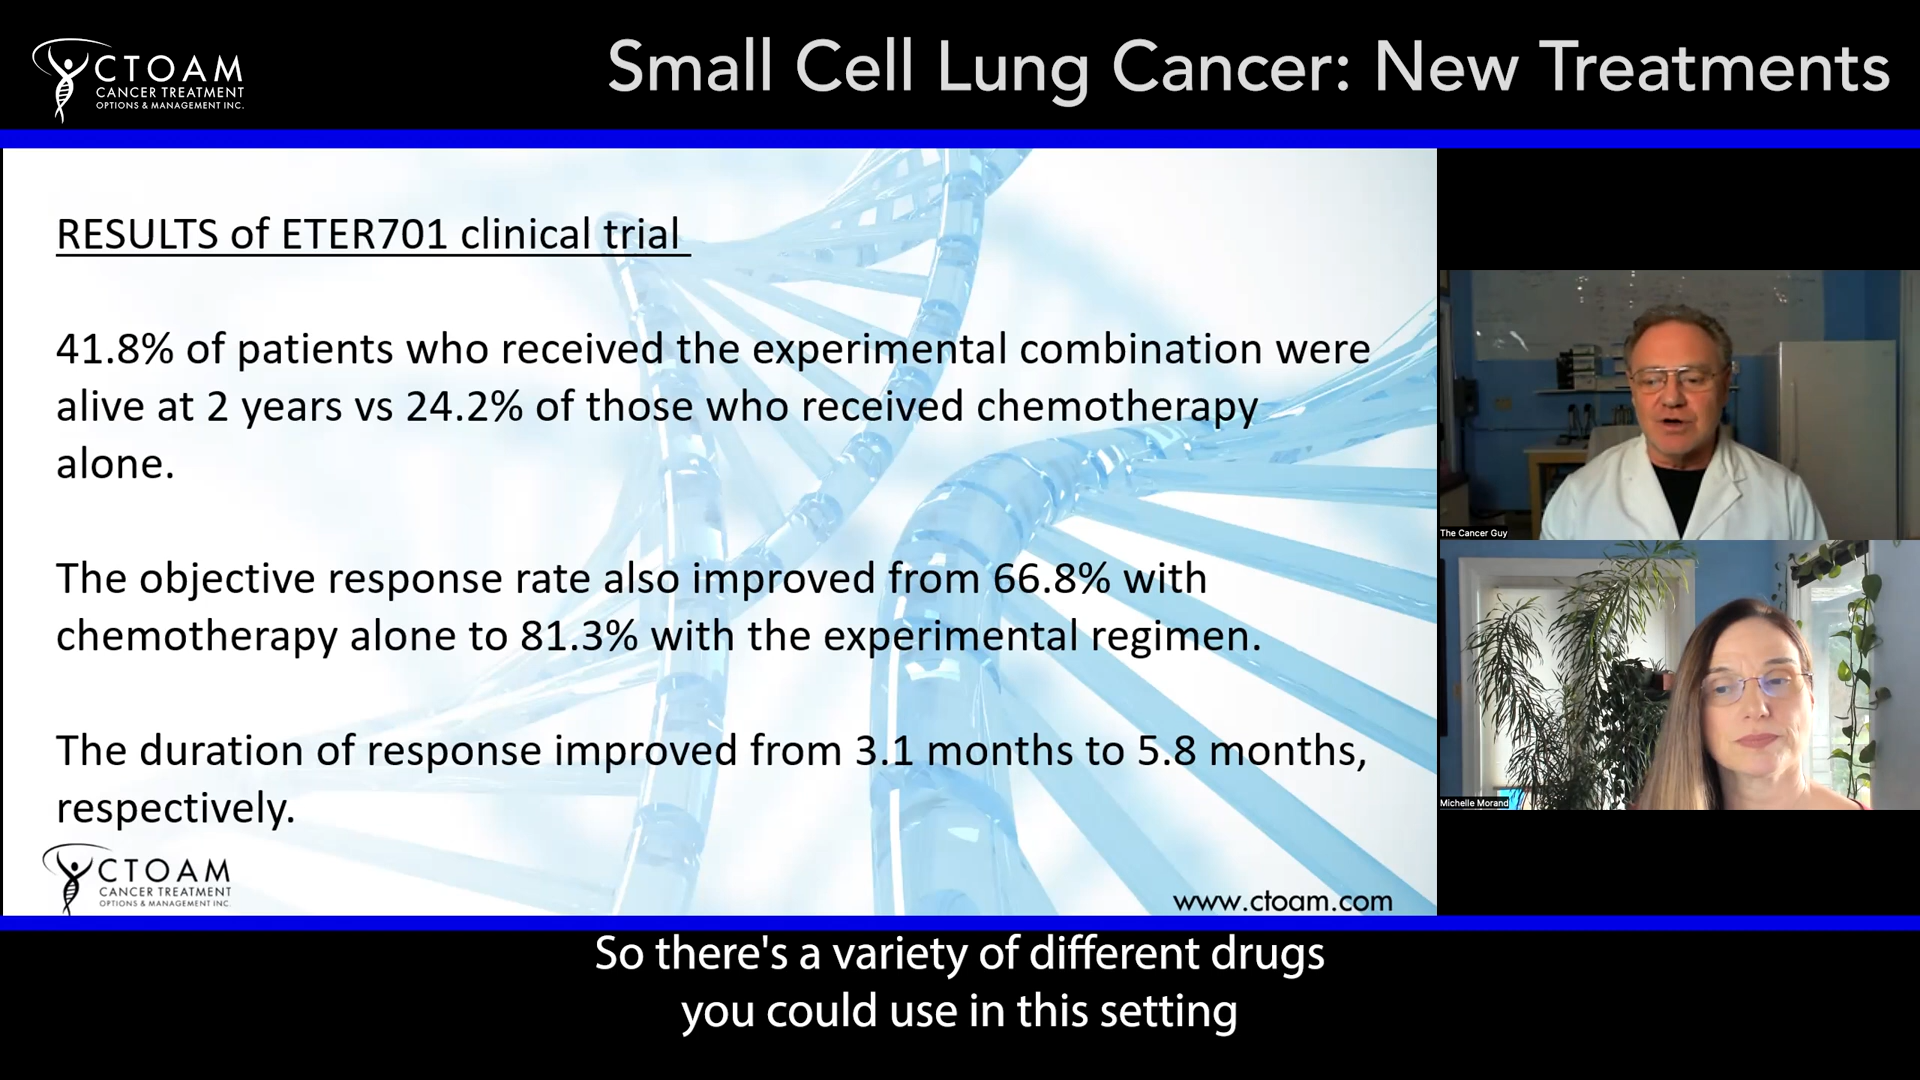 CTOAM
CANCER TREATMENT
OPTIONS & MANAGEMENT INC.
Small Cell Lung Cancer: New Treatments
RESULTS of ETER701 clinical trial
41.8% of patients who received the experimental combination were
alive at 2 years vs 24.2% of those who received chemotherapy
alone.
The objective response rate also improved from 66.8% with
chemotherapy alone to 81.3% with the experimental regimen.
The duration of response improved from 3.1 months to 5.8 months,
respectively.
CTOAM
CANCER TREATMENT
OPTIONS & MANAGEMENT INC.
www.ctoam.com
The Cancer Guy
Michelle Morand
So there's a variety of different drugs
you could use in this setting